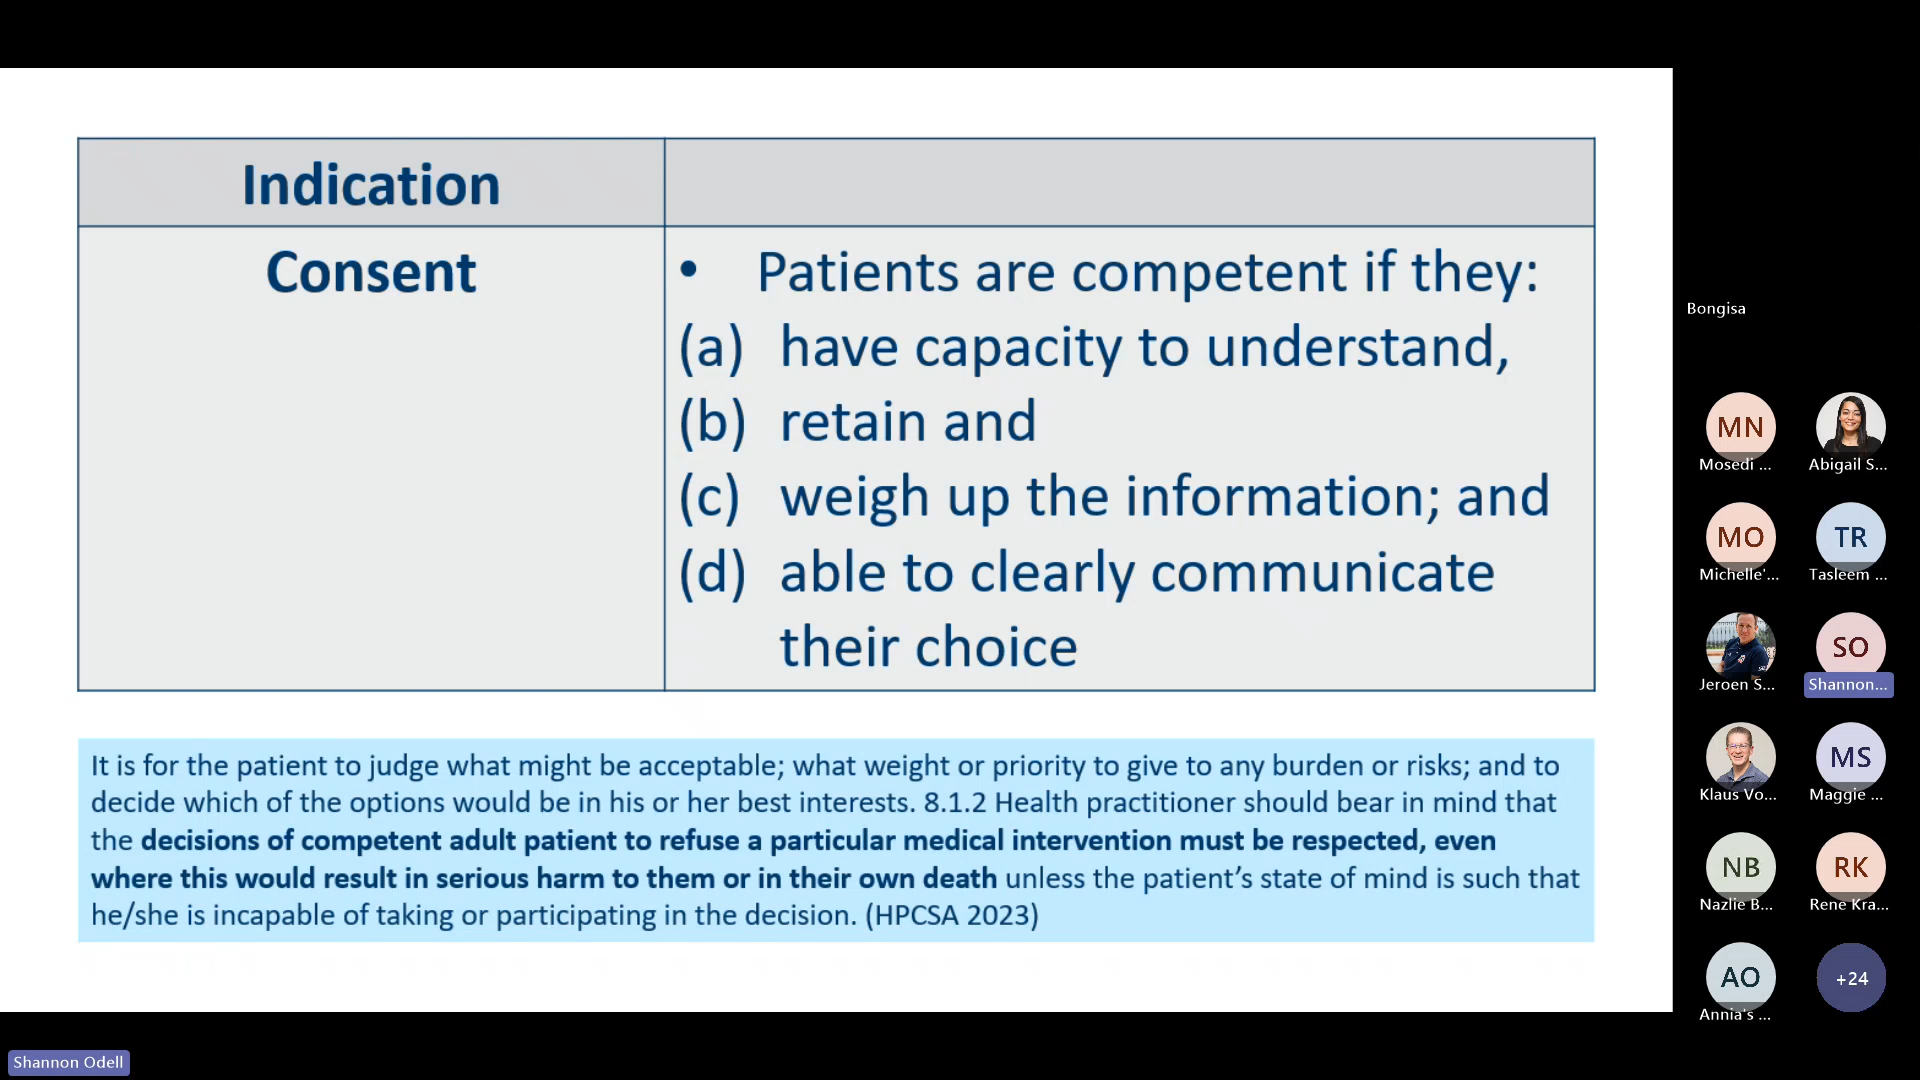 Indication
Consent
• Patients are competent if they:
(a) have capacity to understand,
(b) retain and
(c) weigh up the information; and
(d) able to clearly communicate
their choice
It is for the patient to judge what might be acceptable; what weight or priority to give to any burden or risks; and to
decide which of the options would be in his or her best interests. 8.1.2 Health practitioner should bear in mind that
the decisions of competent adult patient to refuse a particular medical intervention must be respected, even
where this would result in serious harm to them or in their own death unless the patient's state of mind is such that
he/she is incapable of taking or participating in the decision. (HPCSA 2023)
Bongisa
MN
Mosedi ...
Abigail S...
MO
Michelle'...
TR
Tasleem ...
Jeroen S...
SO
Shannon...
Klaus Vo...
MS
Maggie ...
NB
Nazlie B...
RK
Rene Kra...
AO
Annia's ...
+24
Shannon Odell